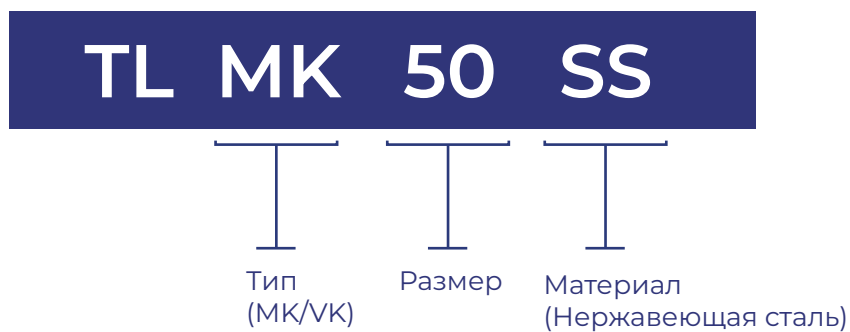 TL MK 50 SS
Тип
(MK/VK)
Размер
Материал
(Нержавеющая сталь)